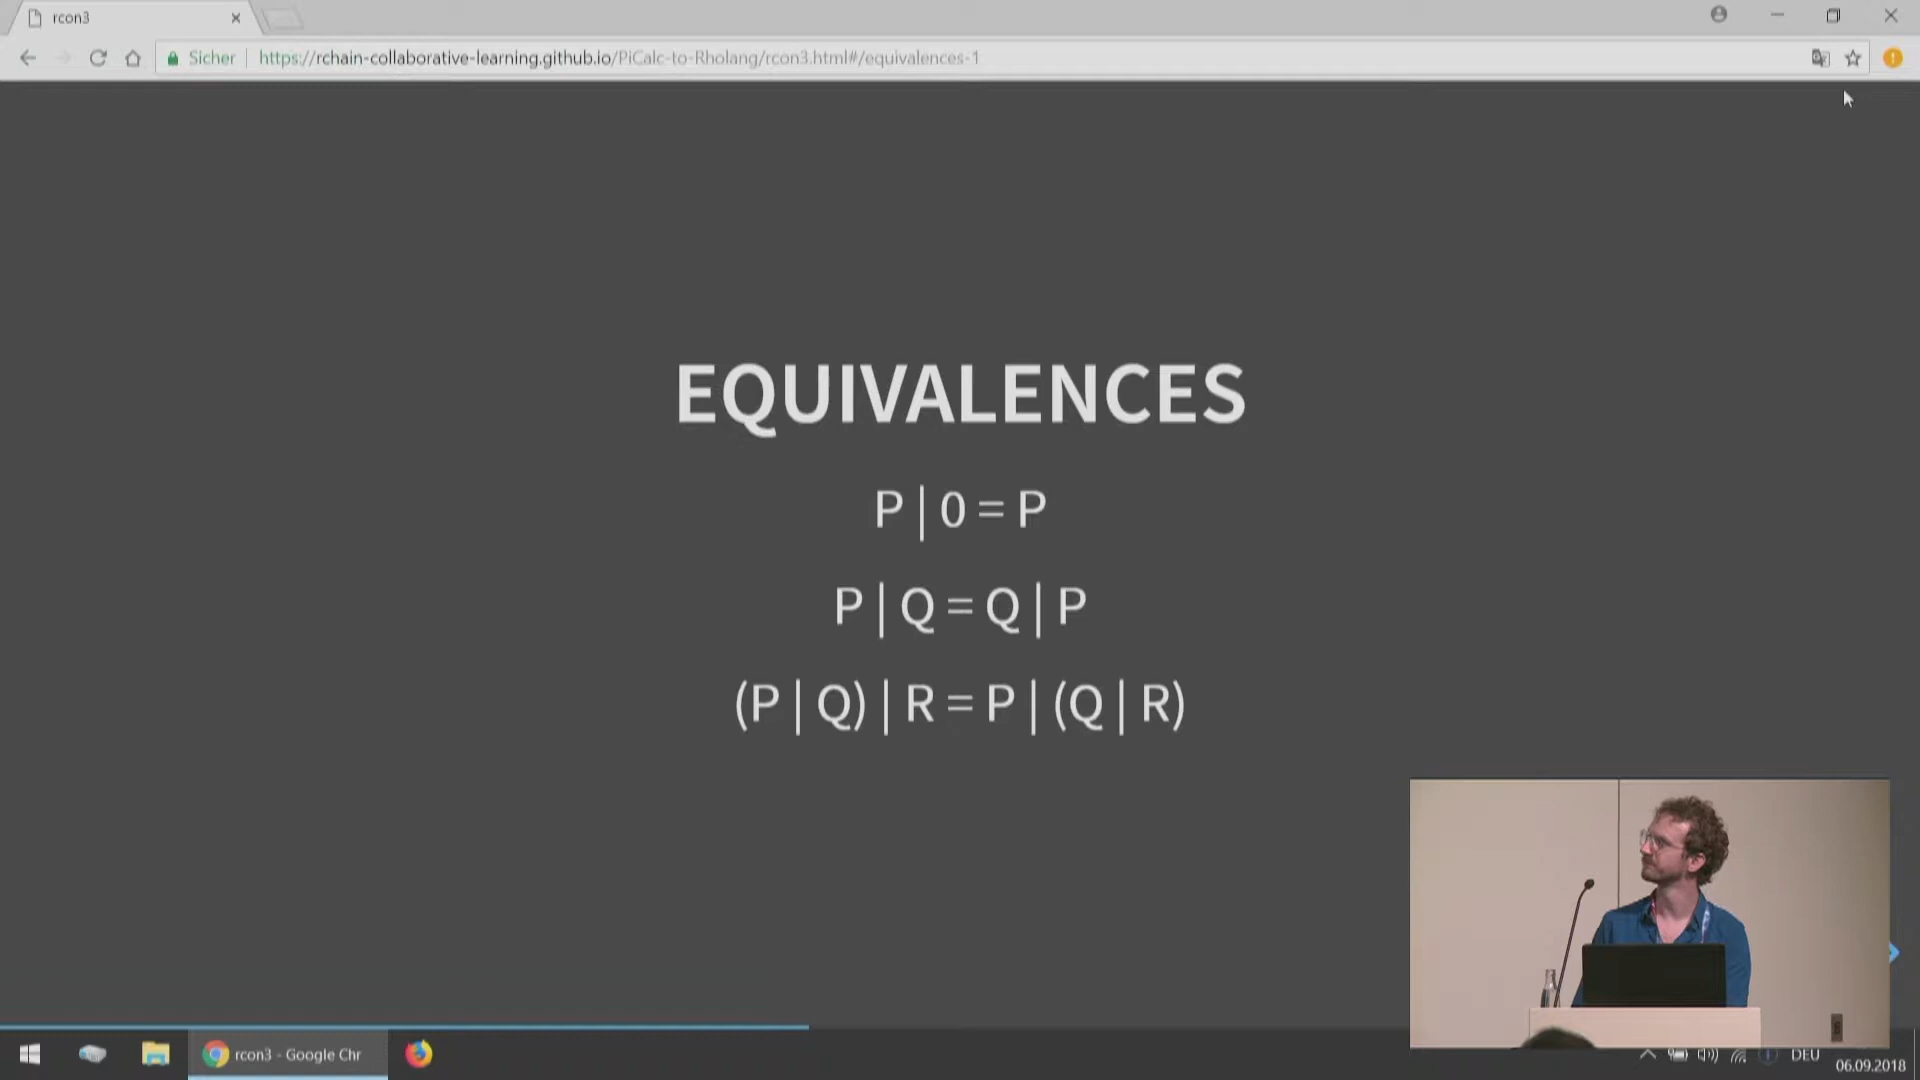 rcon3
Sicher
https://rchain-collaborative-learning.github.io/PiCalc-to-Rholang/rcon3.html#/equivalences-1
EQUIVALENCES
P | 0 = P
P | Q = Q | P
(P | Q) | R = P | (Q | R)
rcon3 - Google Chr
DEU
06.09.2018